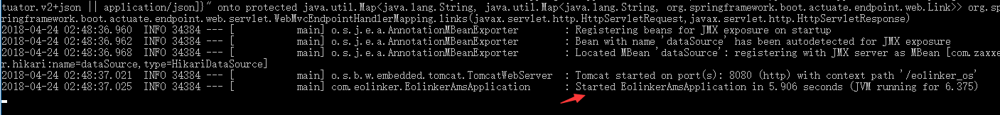 tuator.v2+json || application/json]}" onto protected java.util.Map<java.lang.String, java.util.Map<java.lang.String, org.springframework.boot.actuate.endpoint.web.Link>> org.sp
ringframework.boot.actuate.endpoint.web.servlet.WebMvcEndpointHandlerMapping.links(javax.servlet.http.HttpServletRequest,javax.servlet.http.HttpServletResponse)
2018-04-24 02:48:36.960  INFO 34384 --- [           main] o.s.j.e.a.AnnotationMBeanExporter        : Registering beans for JMX exposure on startup
2018-04-24 02:48:36.962  INFO 34384 --- [           main] o.s.j.e.a.AnnotationMBeanExporter        : Bean with name 'dataSource' has been autodetected for JMX exposure
2018-04-24 02:48:36.968  INFO 34384 --- [           main] o.s.j.e.a.AnnotationMBeanExporter        : Located MBean 'dataSource': registering with JMX server as MBean [com.zaxxe
r.hikari:name=dataSource,type=HikariDataSource]
2018-04-24 02:48:37.021  INFO 34384 --- [           main] o.s.b.w.embedded.tomcat.TomcatWebServer  : Tomcat started on port(s): 8080 (http) with context path '/eolinker_os'
2018-04-24 02:48:37.025  INFO 34384 --- [           main] com.eolinker.EolinkerAmsApplication      : Started EolinkerAmsApplication in 5.906 seconds (JVM running for 6.375)